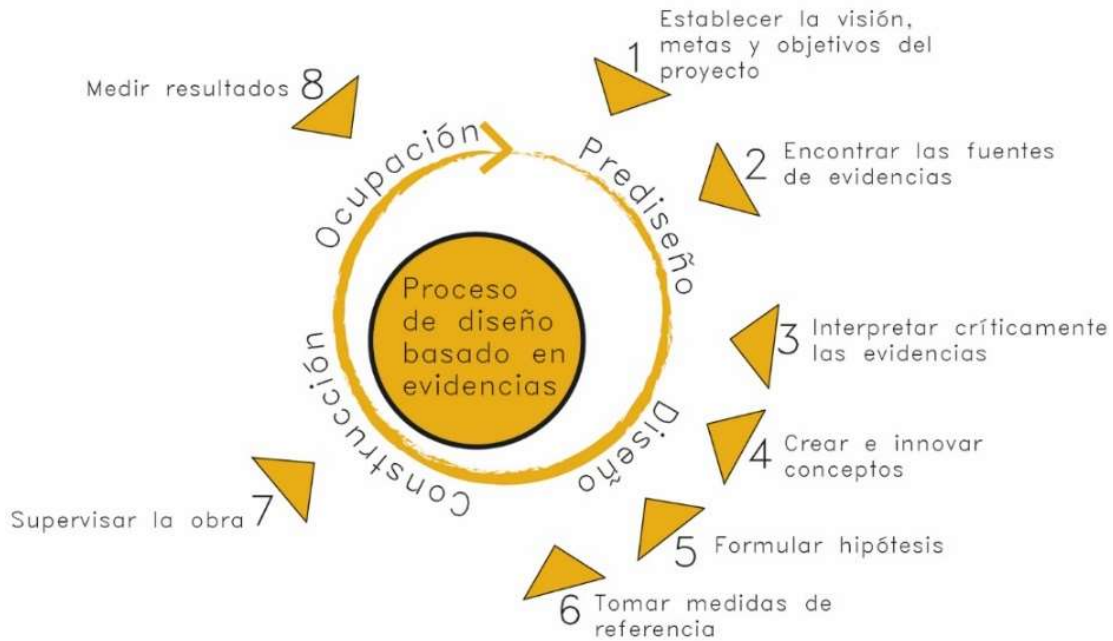 1 Establecer la visión,
metas y objetivos del
proyecto
2 Encontrar las fuentes
de evidencias
3 Interpretar críticamente
las evidencias
4 Crear e innovar
conceptos
5 Formular hipótesis
6 Tomar medidas de
referencia
7 Supervisar la obra
8 Medir resultados
Prediseño
Diseño
Construcción
Ocupación
Proceso
de diseño
basado en
evidencias